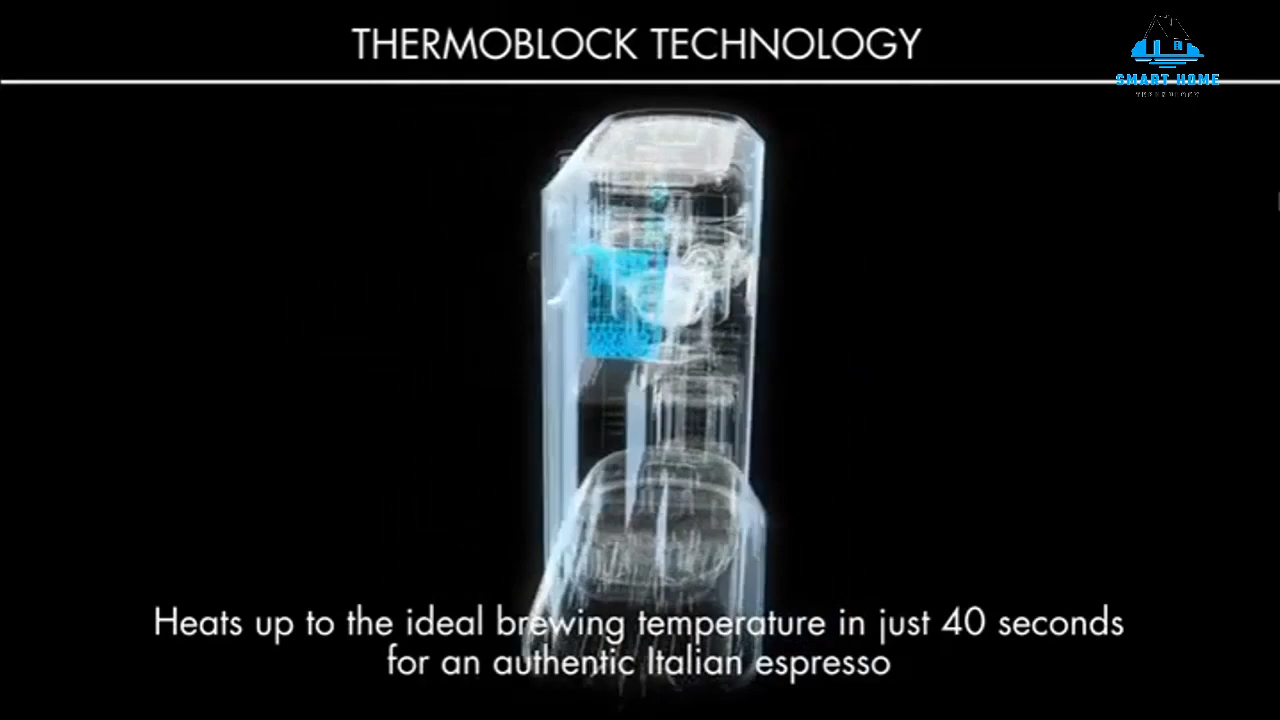 THERMOBLOCK TECHNOLOGY
SMART HOME
TECHNOLOGY
Heats up to the ideal brewing temperature in just 40 seconds
for an authentic Italian espresso